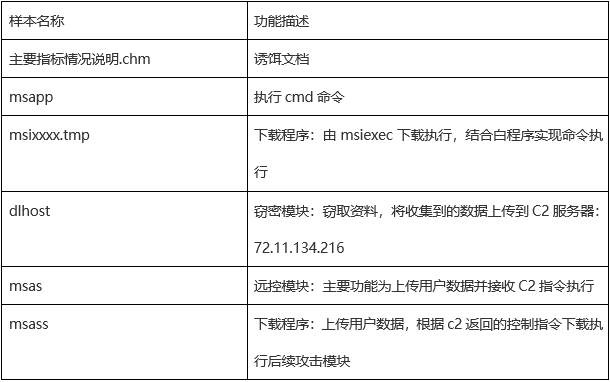 样本名称	功能描述
主要指标情况说明.chm	诱饵文档
msapp	执行 cmd 命令
msixxxx.tmp	下载程序：由 msiexec 下载执行，结合白程序实现命令执
行
dlhost	窃密模块：窃取资料，将收集到的数据上传到 C2 服务器：
72.11.134.216
msas	远控模块：主要功能为上传用户数据并接收 C2 指令执行
msass	下载程序：上传用户数据，根据 c2 返回的控制指令下载执
行后续攻击模块